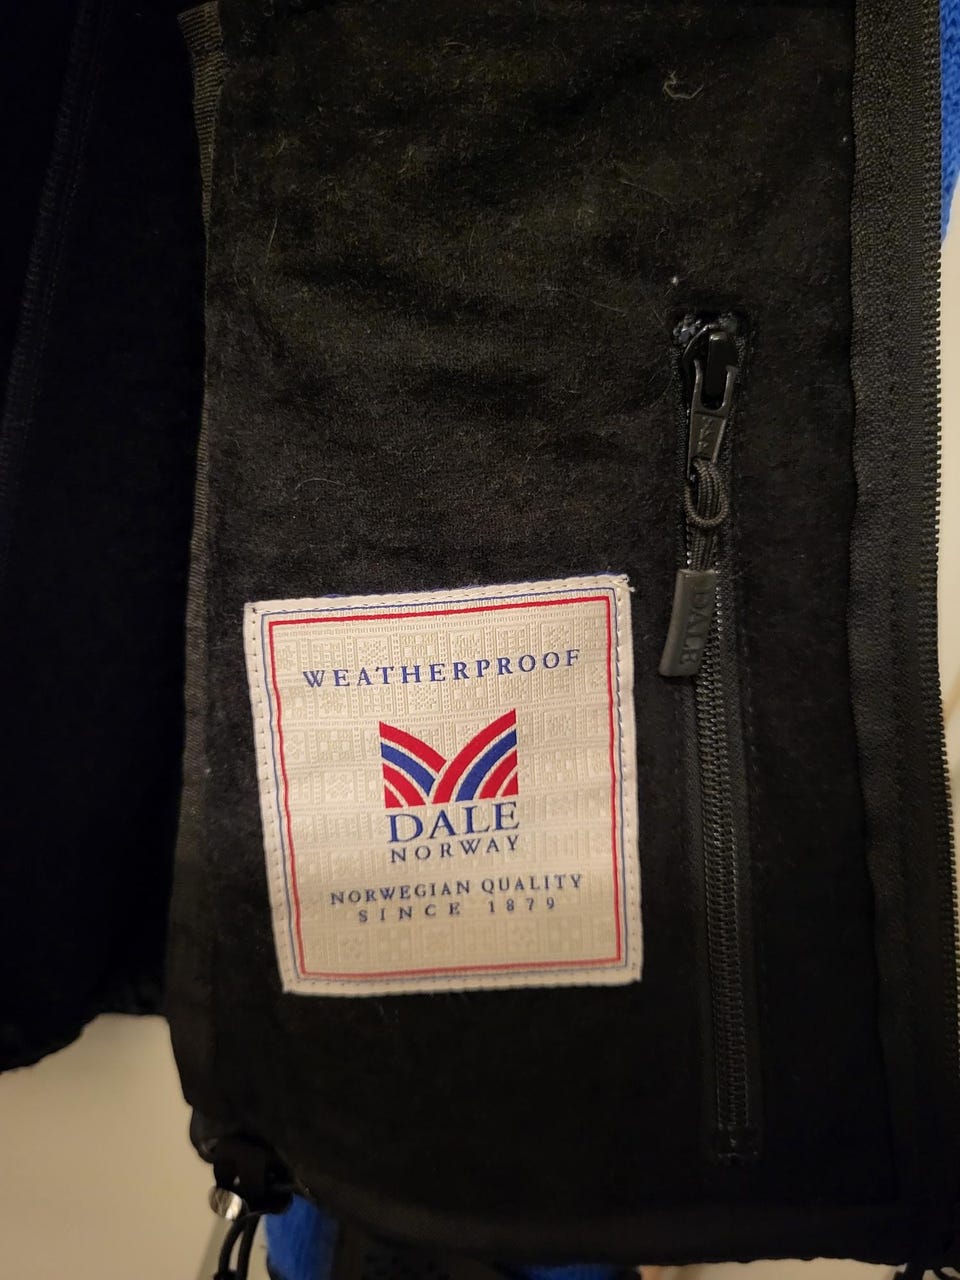 WEATHERPROOF
DALE
NORWAY
NORWEGIAN QUALITY
SINCE 1879
DALE